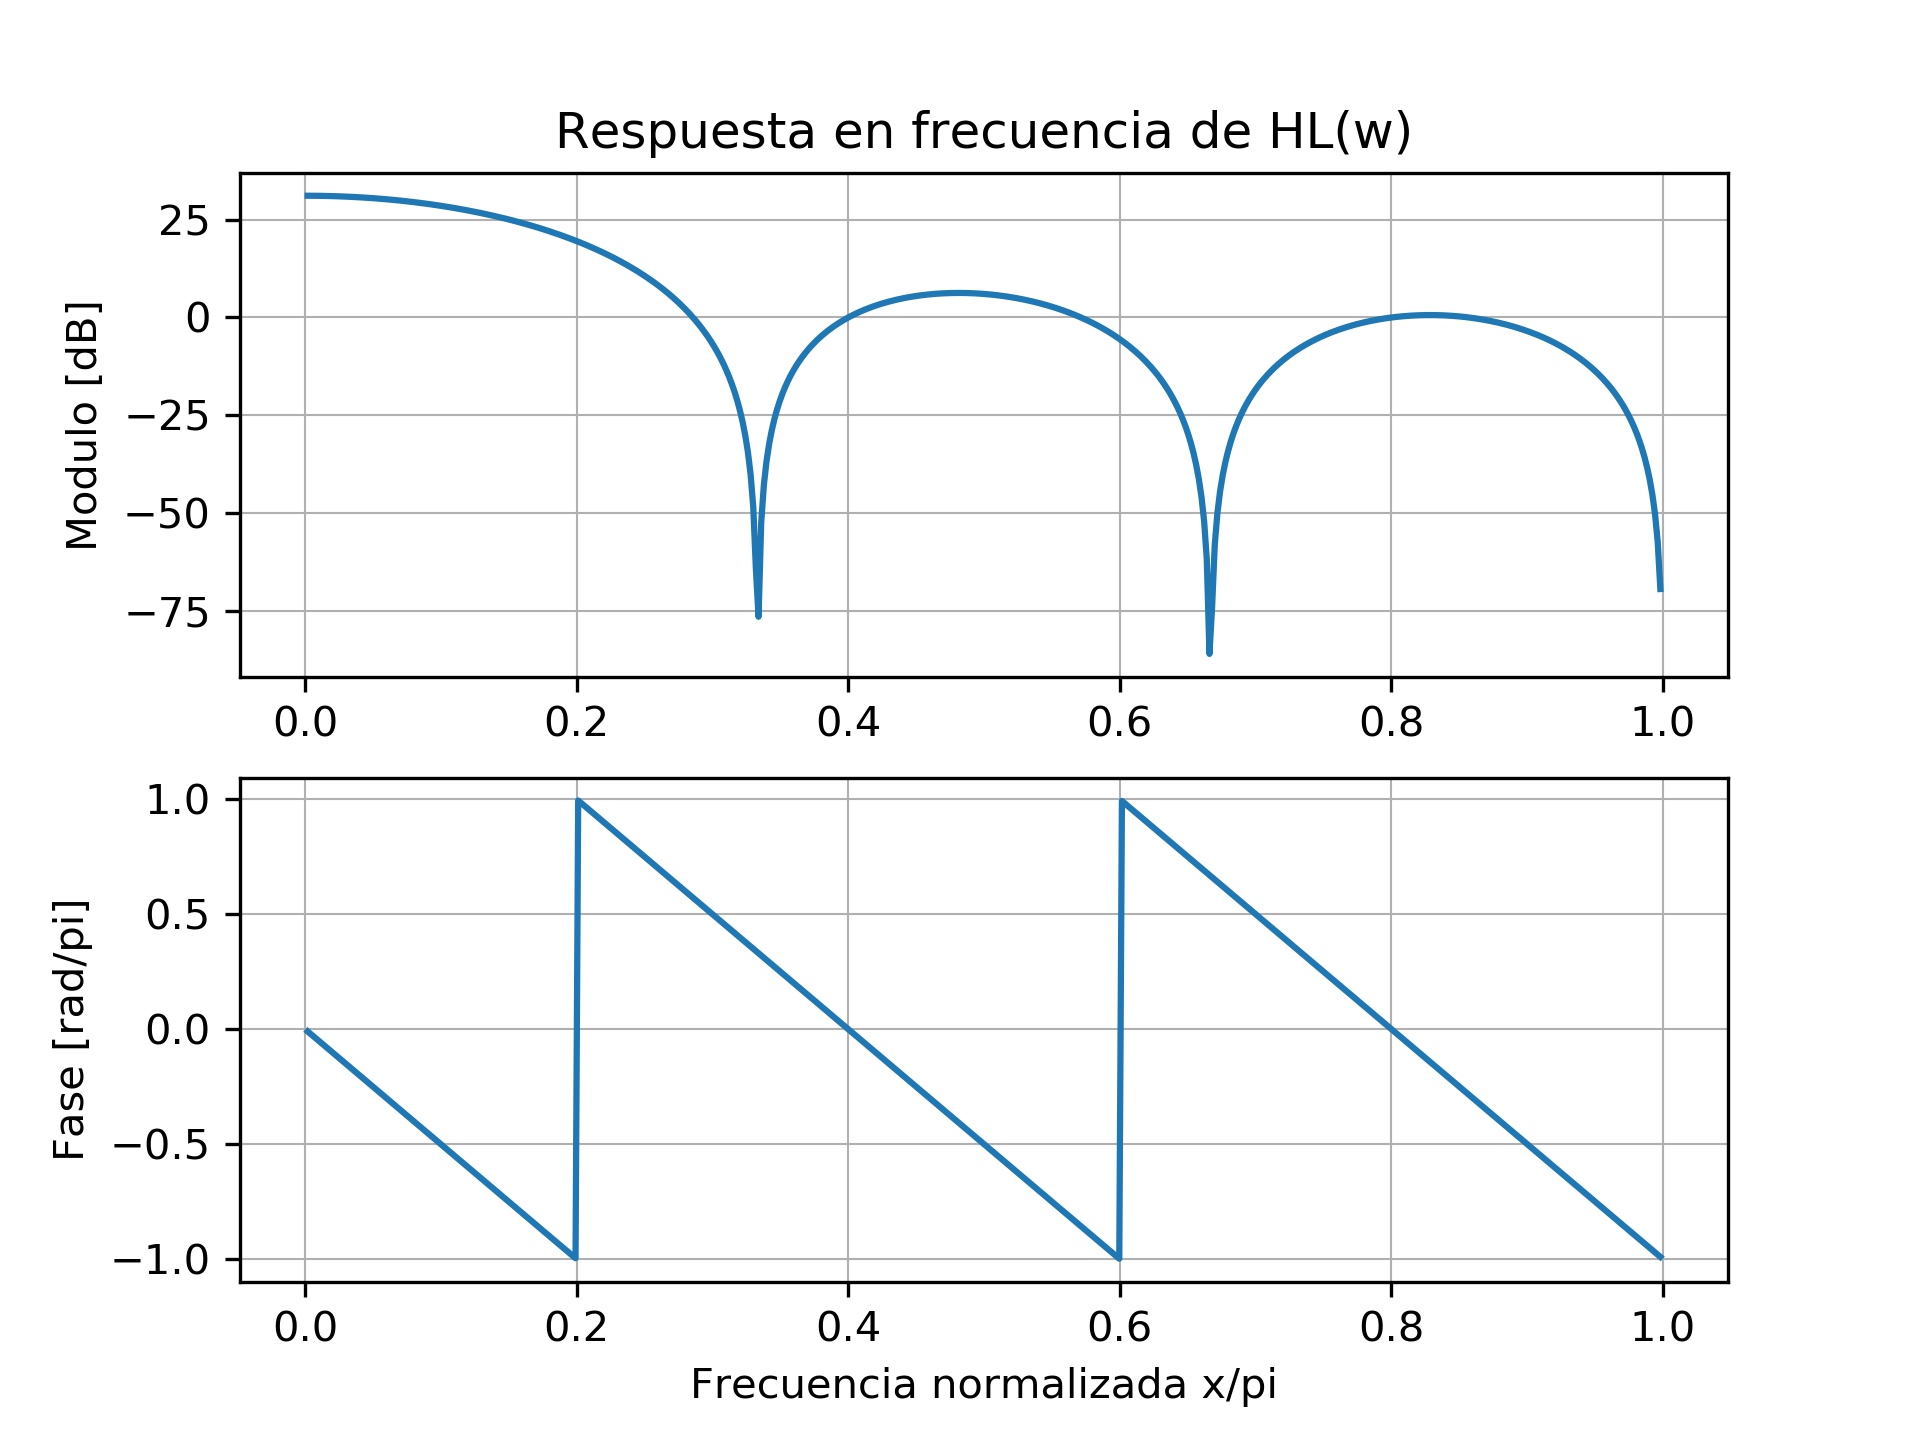 Respuesta en frecuencia de HL(w)
Modulo [dB]
25
0
−25
−50
−75
0.0 0.2 0.4 0.6 0.8 1.0
Fase [rad/pi]
1.0
0.5
0.0
−0.5
−1.0
0.0 0.2 0.4 0.6 0.8 1.0
Frecuencia normalizada x/pi